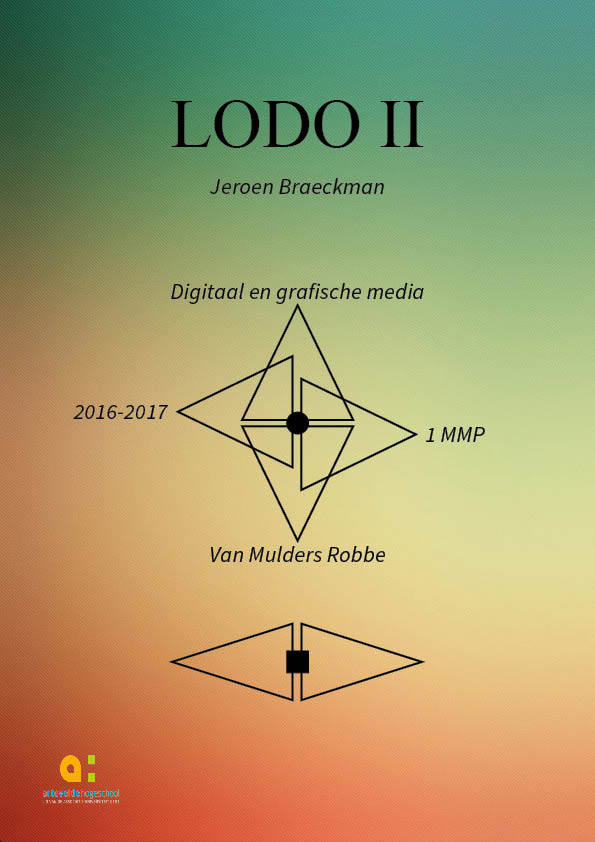 LODO II
Jeroen Braeckman
Digitaal en grafische media
2016-2017
1 MMP
Van Mulders Robbe
arteveldehogeschool